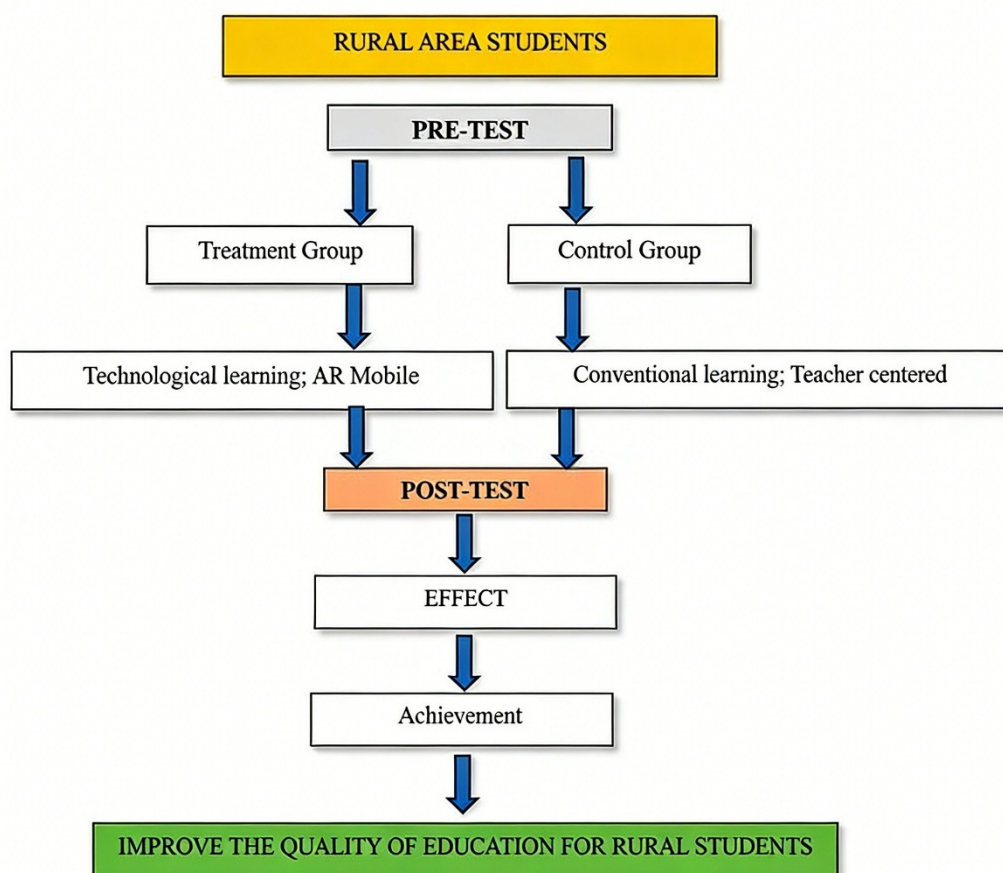 RURAL AREA STUDENTS
PRE-TEST
Treatment Group
Control Group
Technological learning; AR Mobile
Conventional learning; Teacher centered
POST-TEST
EFFECT
Achievement
IMPROVE THE QUALITY OF EDUCATION FOR RURAL STUDENTS